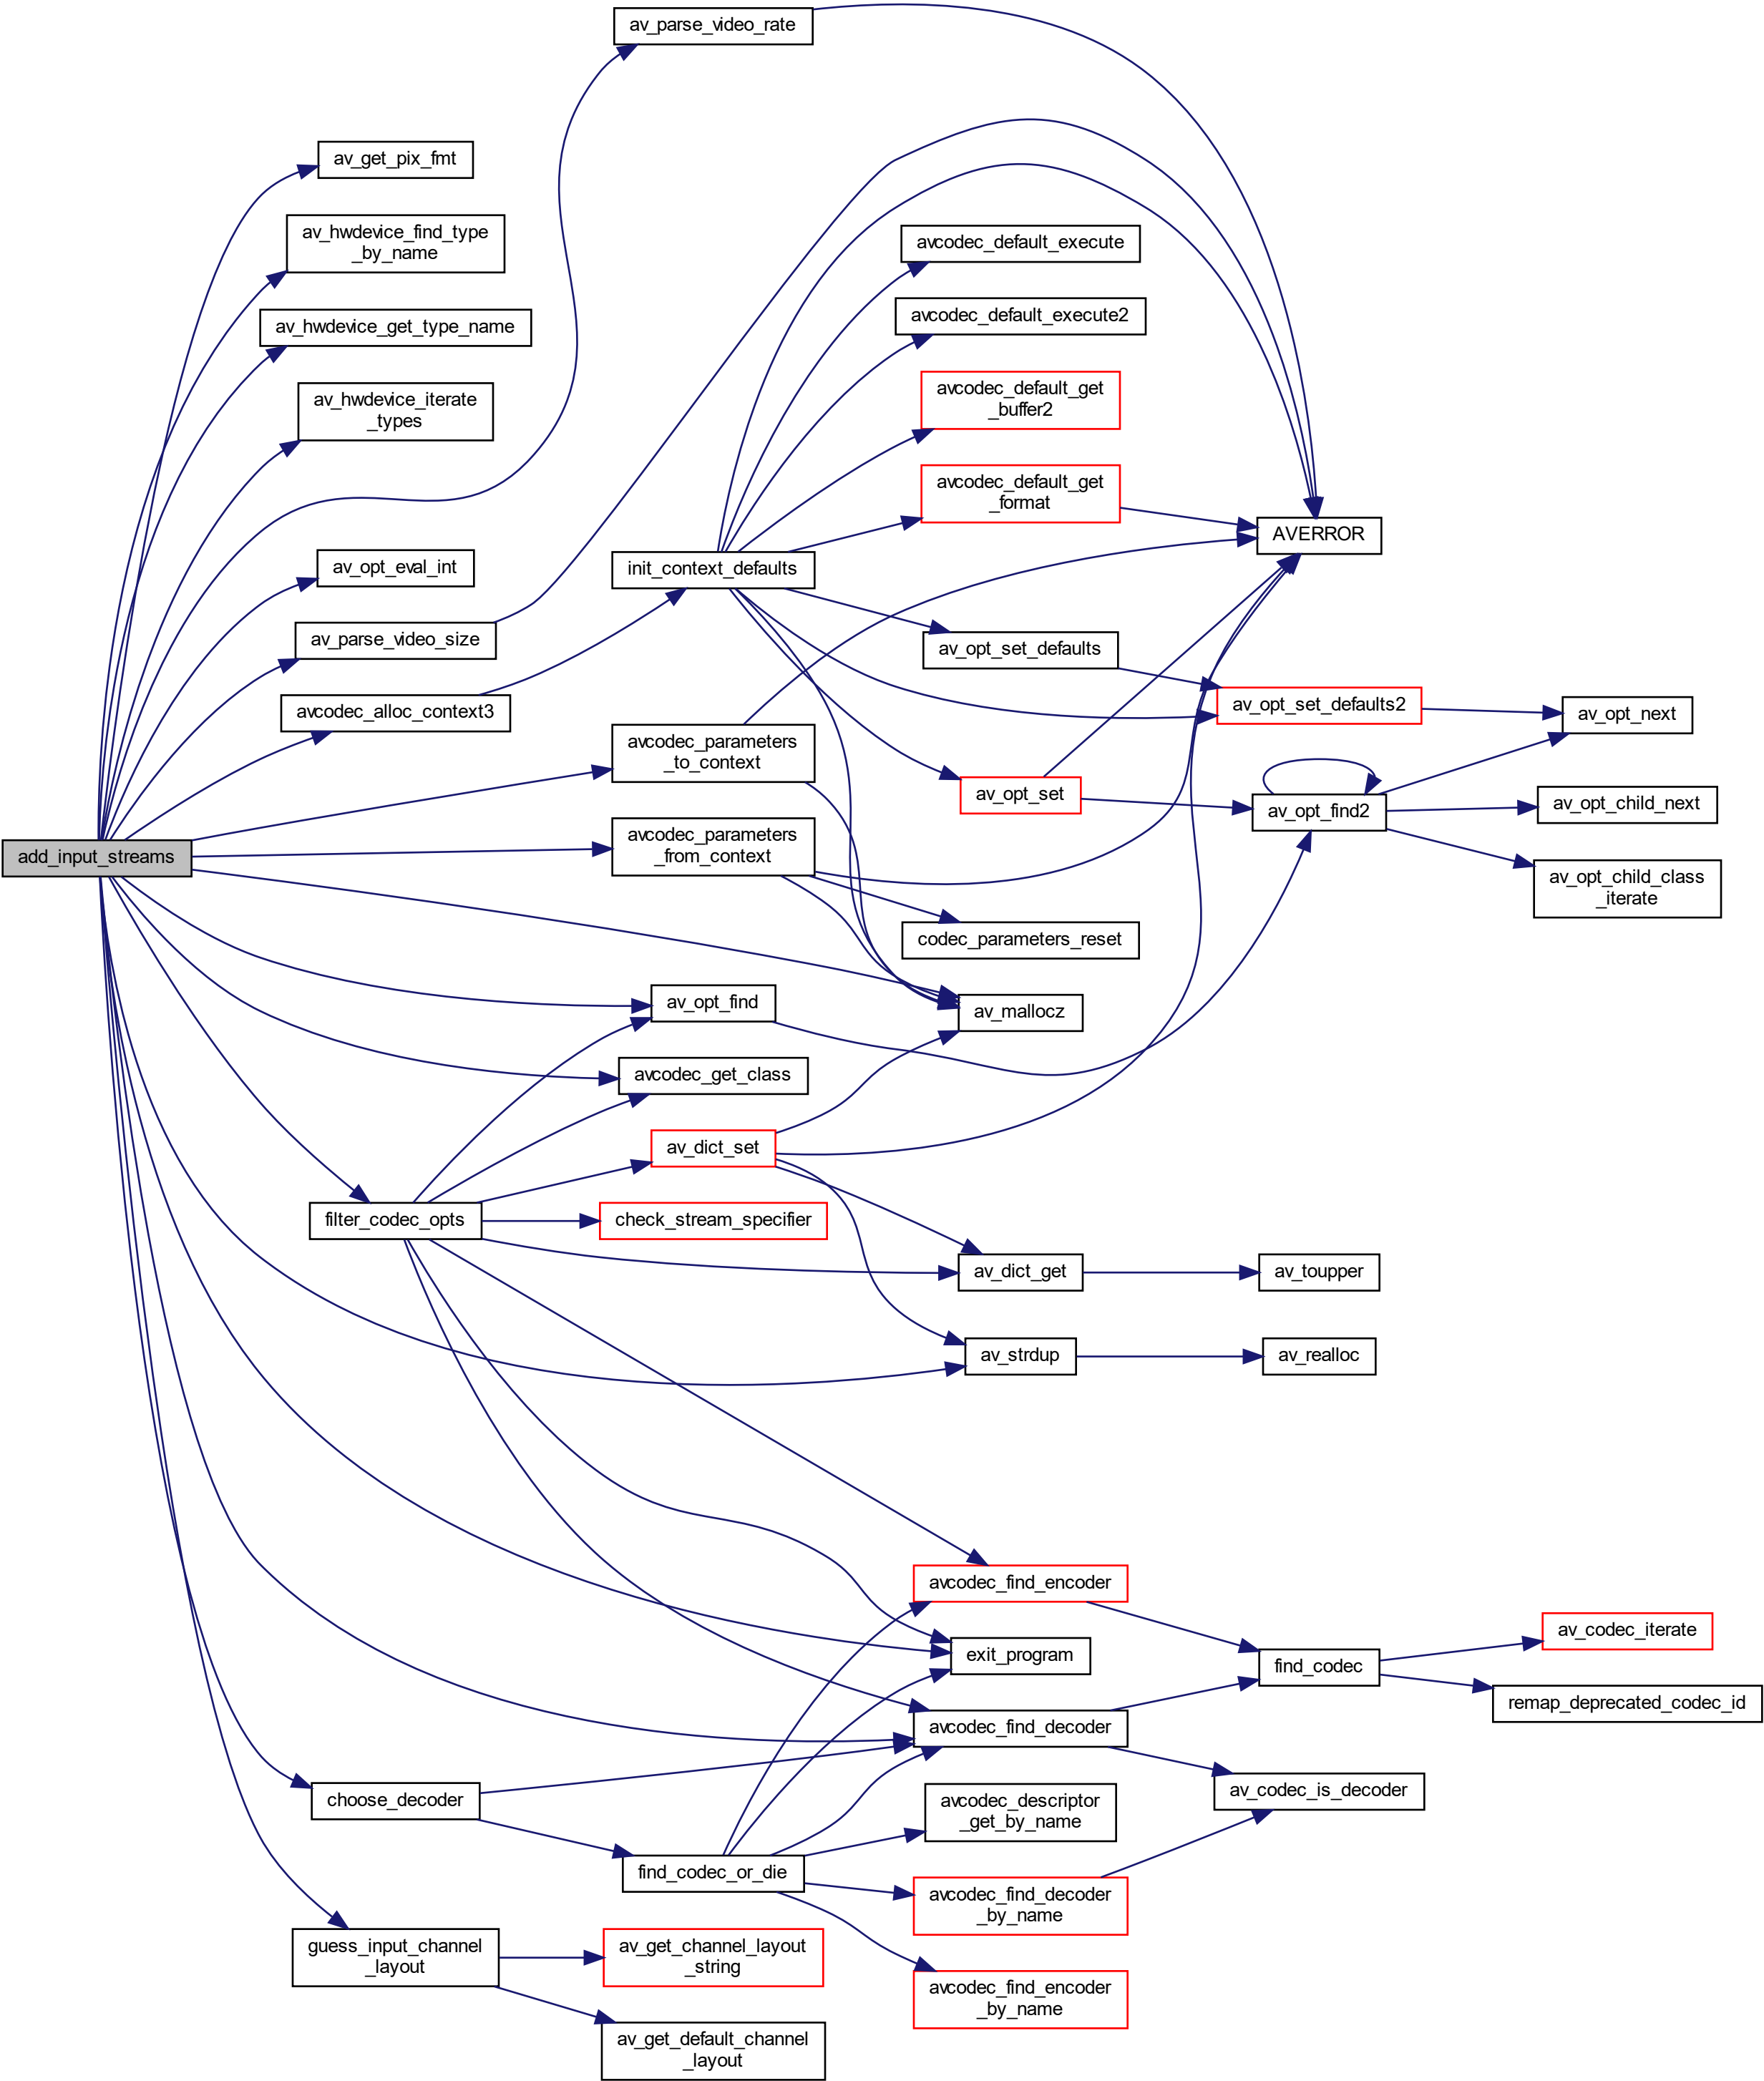 av_parse_video_rate
av_get_pix_fmt
av_hwdevice_find_type
_by_name
avcodec_default_execute
avcodec_default_execute2
av_hwdevice_get_type_name
av_hwdevice_iterate
_types
avcodec_default_get
_buffer2
avcodec_default_get
_format
AVERROR
av_opt_eval_int
init_context_defaults
av_parse_video_size
av_opt_set_defaults
avcodec_alloc_context3
av_opt_set_defaults2
av_opt_next
avcodec_parameters
_to_context
av_opt_set
av_opt_find2
av_opt_child_next
add_input_streams
avcodec_parameters
_from_context
av_opt_child_class
_iterate
codec_parameters_reset
av_opt_find
av_mallocz
avcodec_get_class
av_dict_set
filter_codec_opts
check_stream_specifier
av_dict_get
av_toupper
av_strdup
av_realloc
avcodec_find_encoder
exit_program
find_codec
av_codec_iterate
remap_deprecated_codec_id
avcodec_find_decoder
choose_decoder
av_codec_is_decoder
avcodec_descriptor
_get_by_name
find_codec_or_die
avcodec_find_decoder
_by_name
guess_input_channel
_layout
av_get_channel_layout
_string
avcodec_find_encoder
_by_name
av_get_default_channel
_layout